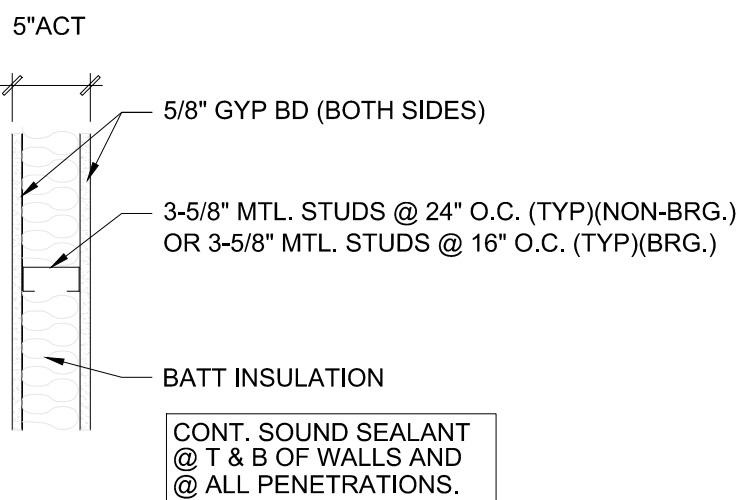 5"ACT
5/8" GYP BD (BOTH SIDES)
3-5/8" MTL. STUDS @ 24" O.C. (TYP)(NON-BRG.)
OR 3-5/8" MTL. STUDS @ 16" O.C. (TYP)(BRG.)
BATT INSULATION
CONT. SOUND SEALANT
@ T & B OF WALLS AND
@ ALL PENETRATIONS.